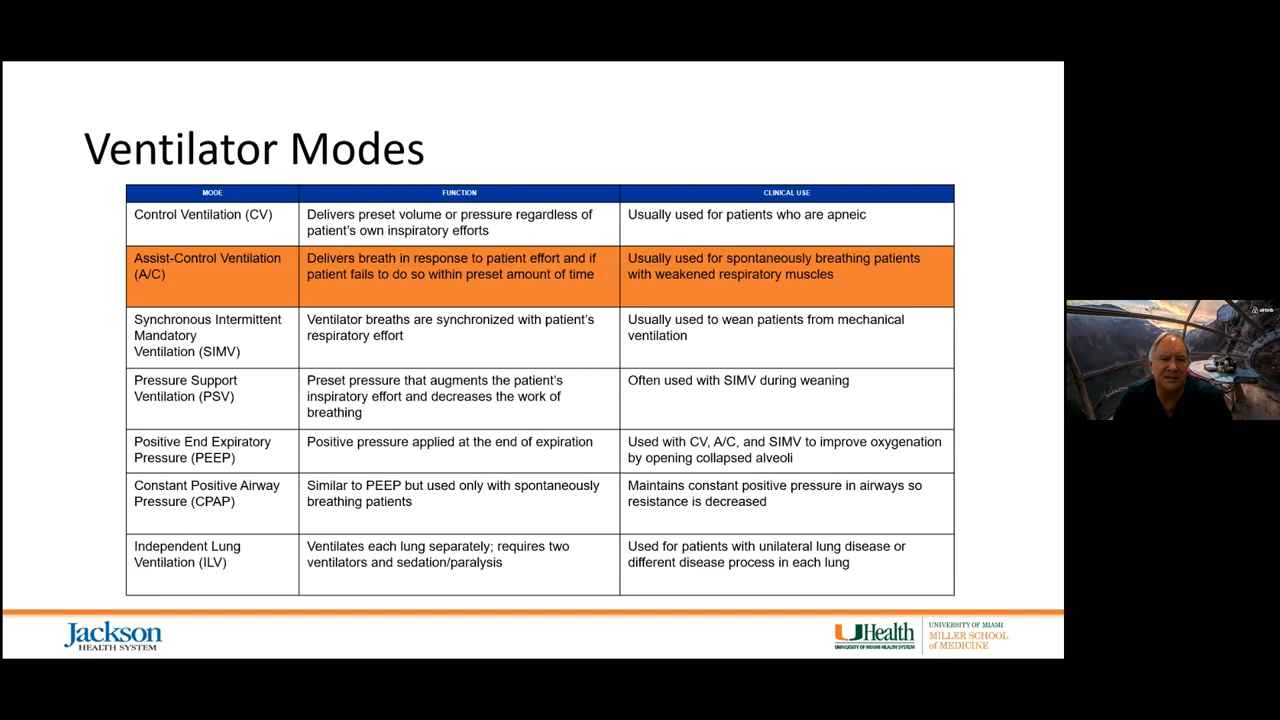 Ventilator Modes
MODE FUNCTION CLINICAL USE
Control Ventilation (CV) Delivers preset volume or pressure regardless of Usually used for patients who are apneic
patient's own inspiratory efforts
Assist-Control Ventilation Delivers breath in response to patient effort and if Usually used for spontaneously breathing patients
(A/C) patient fails to do so within preset amount of time with weakened respiratory muscles
Synchronous Intermittent Ventilator breaths are synchronized with patient's Usually used to wean patients from mechanical
Mandatory respiratory effort ventilation
Ventilation (SIMV)
Pressure Support Preset pressure that augments the patient's Often used with SIMV during weaning
Ventilation (PSV) inspiratory effort and decreases the work of
breathing
Positive End Expiratory Positive pressure applied at the end of expiration Used with CV, A/C, and SIMV to improve oxygenation
Pressure (PEEP) by opening collapsed alveoli
Constant Positive Airway Similar to PEEP but used only with spontaneously Maintains constant positive pressure in airways so
Pressure (CPAP) breathing patients resistance is decreased
Independent Lung Ventilates each lung separately; requires two Used for patients with unilateral lung disease or
Ventilation (ILV) ventilators and sedation/paralysis different disease process in each lung
airbnb
Jackson
HEALTH SYSTEM
UHealth
UNIVERSITY OF MIAMI HEALTH SYSTEM
UNIVERSITY OF MIAMI
MILLER SCHOOL
of MEDICINE